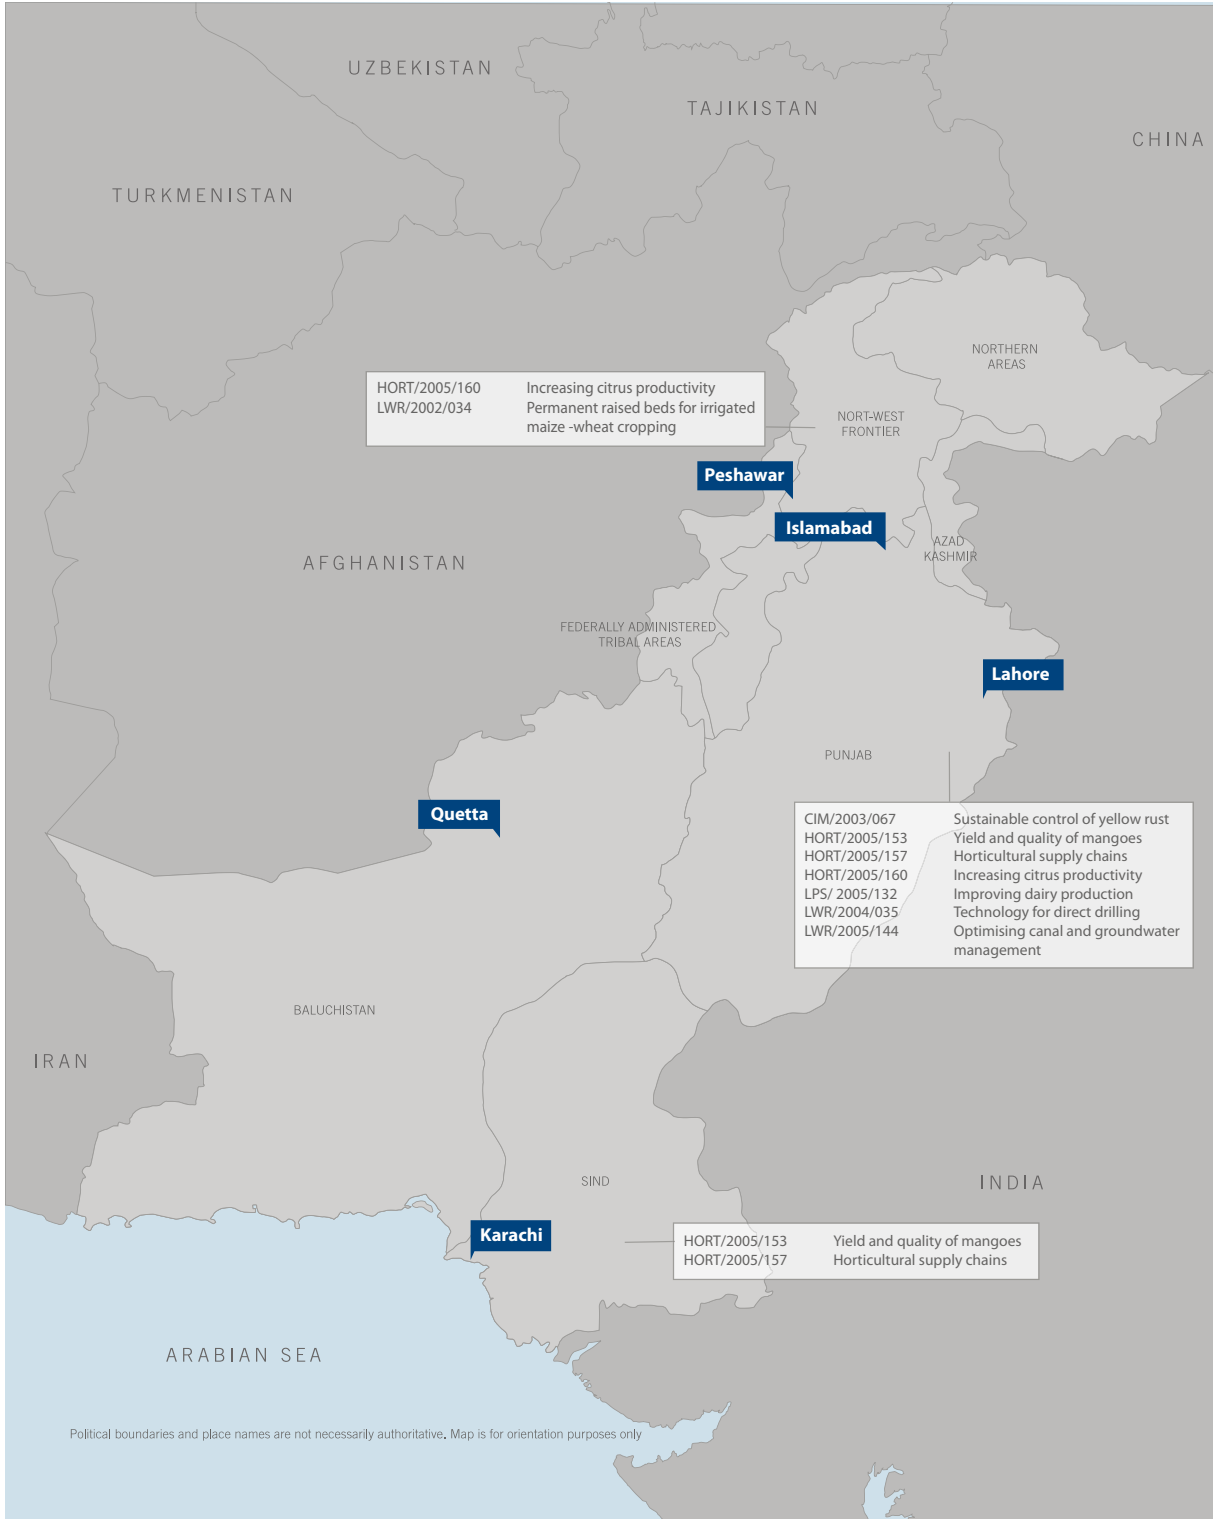 UZBEKISTAN
TAJIKISTAN
CHINA
TURKMENISTAN
NORTHERN
AREAS
HORT/2005/160 Increasing citrus productivity
LWR/2002/034 Permanent raised beds for irrigated
maize -wheat cropping
NORT-WEST
FRONTIER
Peshawar
Islamabad
AZAD
KASHMIR
AFGHANISTAN
FEDERALLY ADMINISTERED
TRIBAL AREAS
Lahore
PUNJAB
Quetta
CIM/2003/067 Sustainable control of yellow rust
HORT/2005/153 Yield and quality of mangoes
HORT/2005/157 Horticultural supply chains
HORT/2005/160 Increasing citrus productivity
LPS/ 2005/132 Improving dairy production
LWR/2004/035 Technology for direct drilling
LWR/2005/144 Optimising canal and groundwater
management
BALUCHISTAN
IRAN
SIND
INDIA
Karachi
HORT/2005/153 Yield and quality of mangoes
HORT/2005/157 Horticultural supply chains
ARABIAN SEA
Political boundaries and place names are not necessarily authoritative. Map is for orientation purposes only